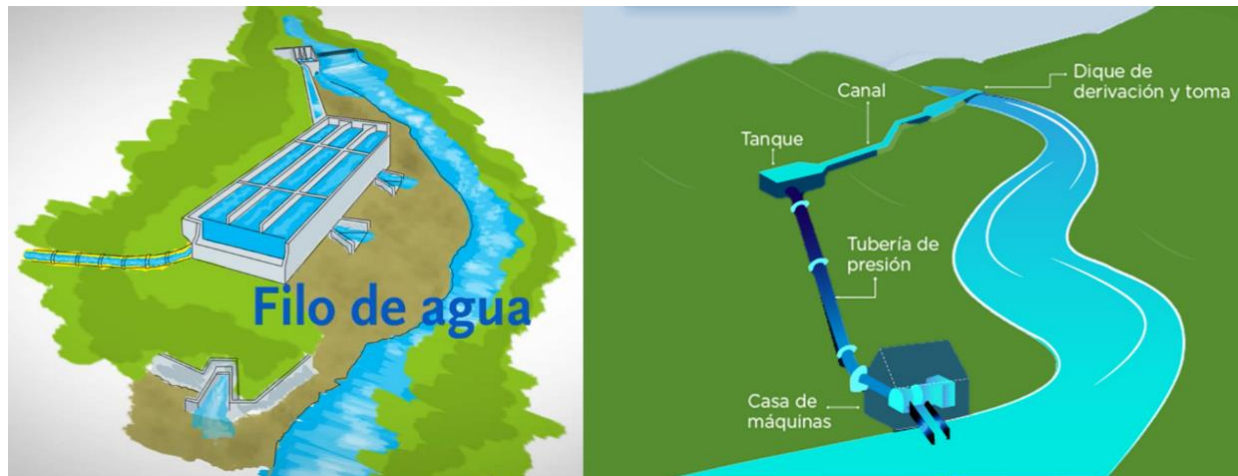 Filo de agua
Dique de
derivación y toma
Canal
Tanque
Tubería de
presión
Casa de
máquinas